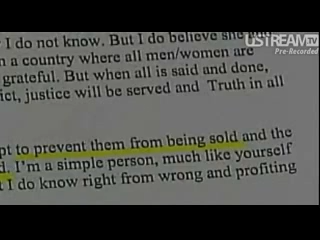 USTREAM TV
Pre-Recorded
I do not know. But I do believe she put
a country where all men/women are
grateful. But when all is said and done,
ict, justice will be served and Truth in all
pt to prevent them from being sold and the
d. I'm a simple person, much like yourself
I do know right from wrong and profiting